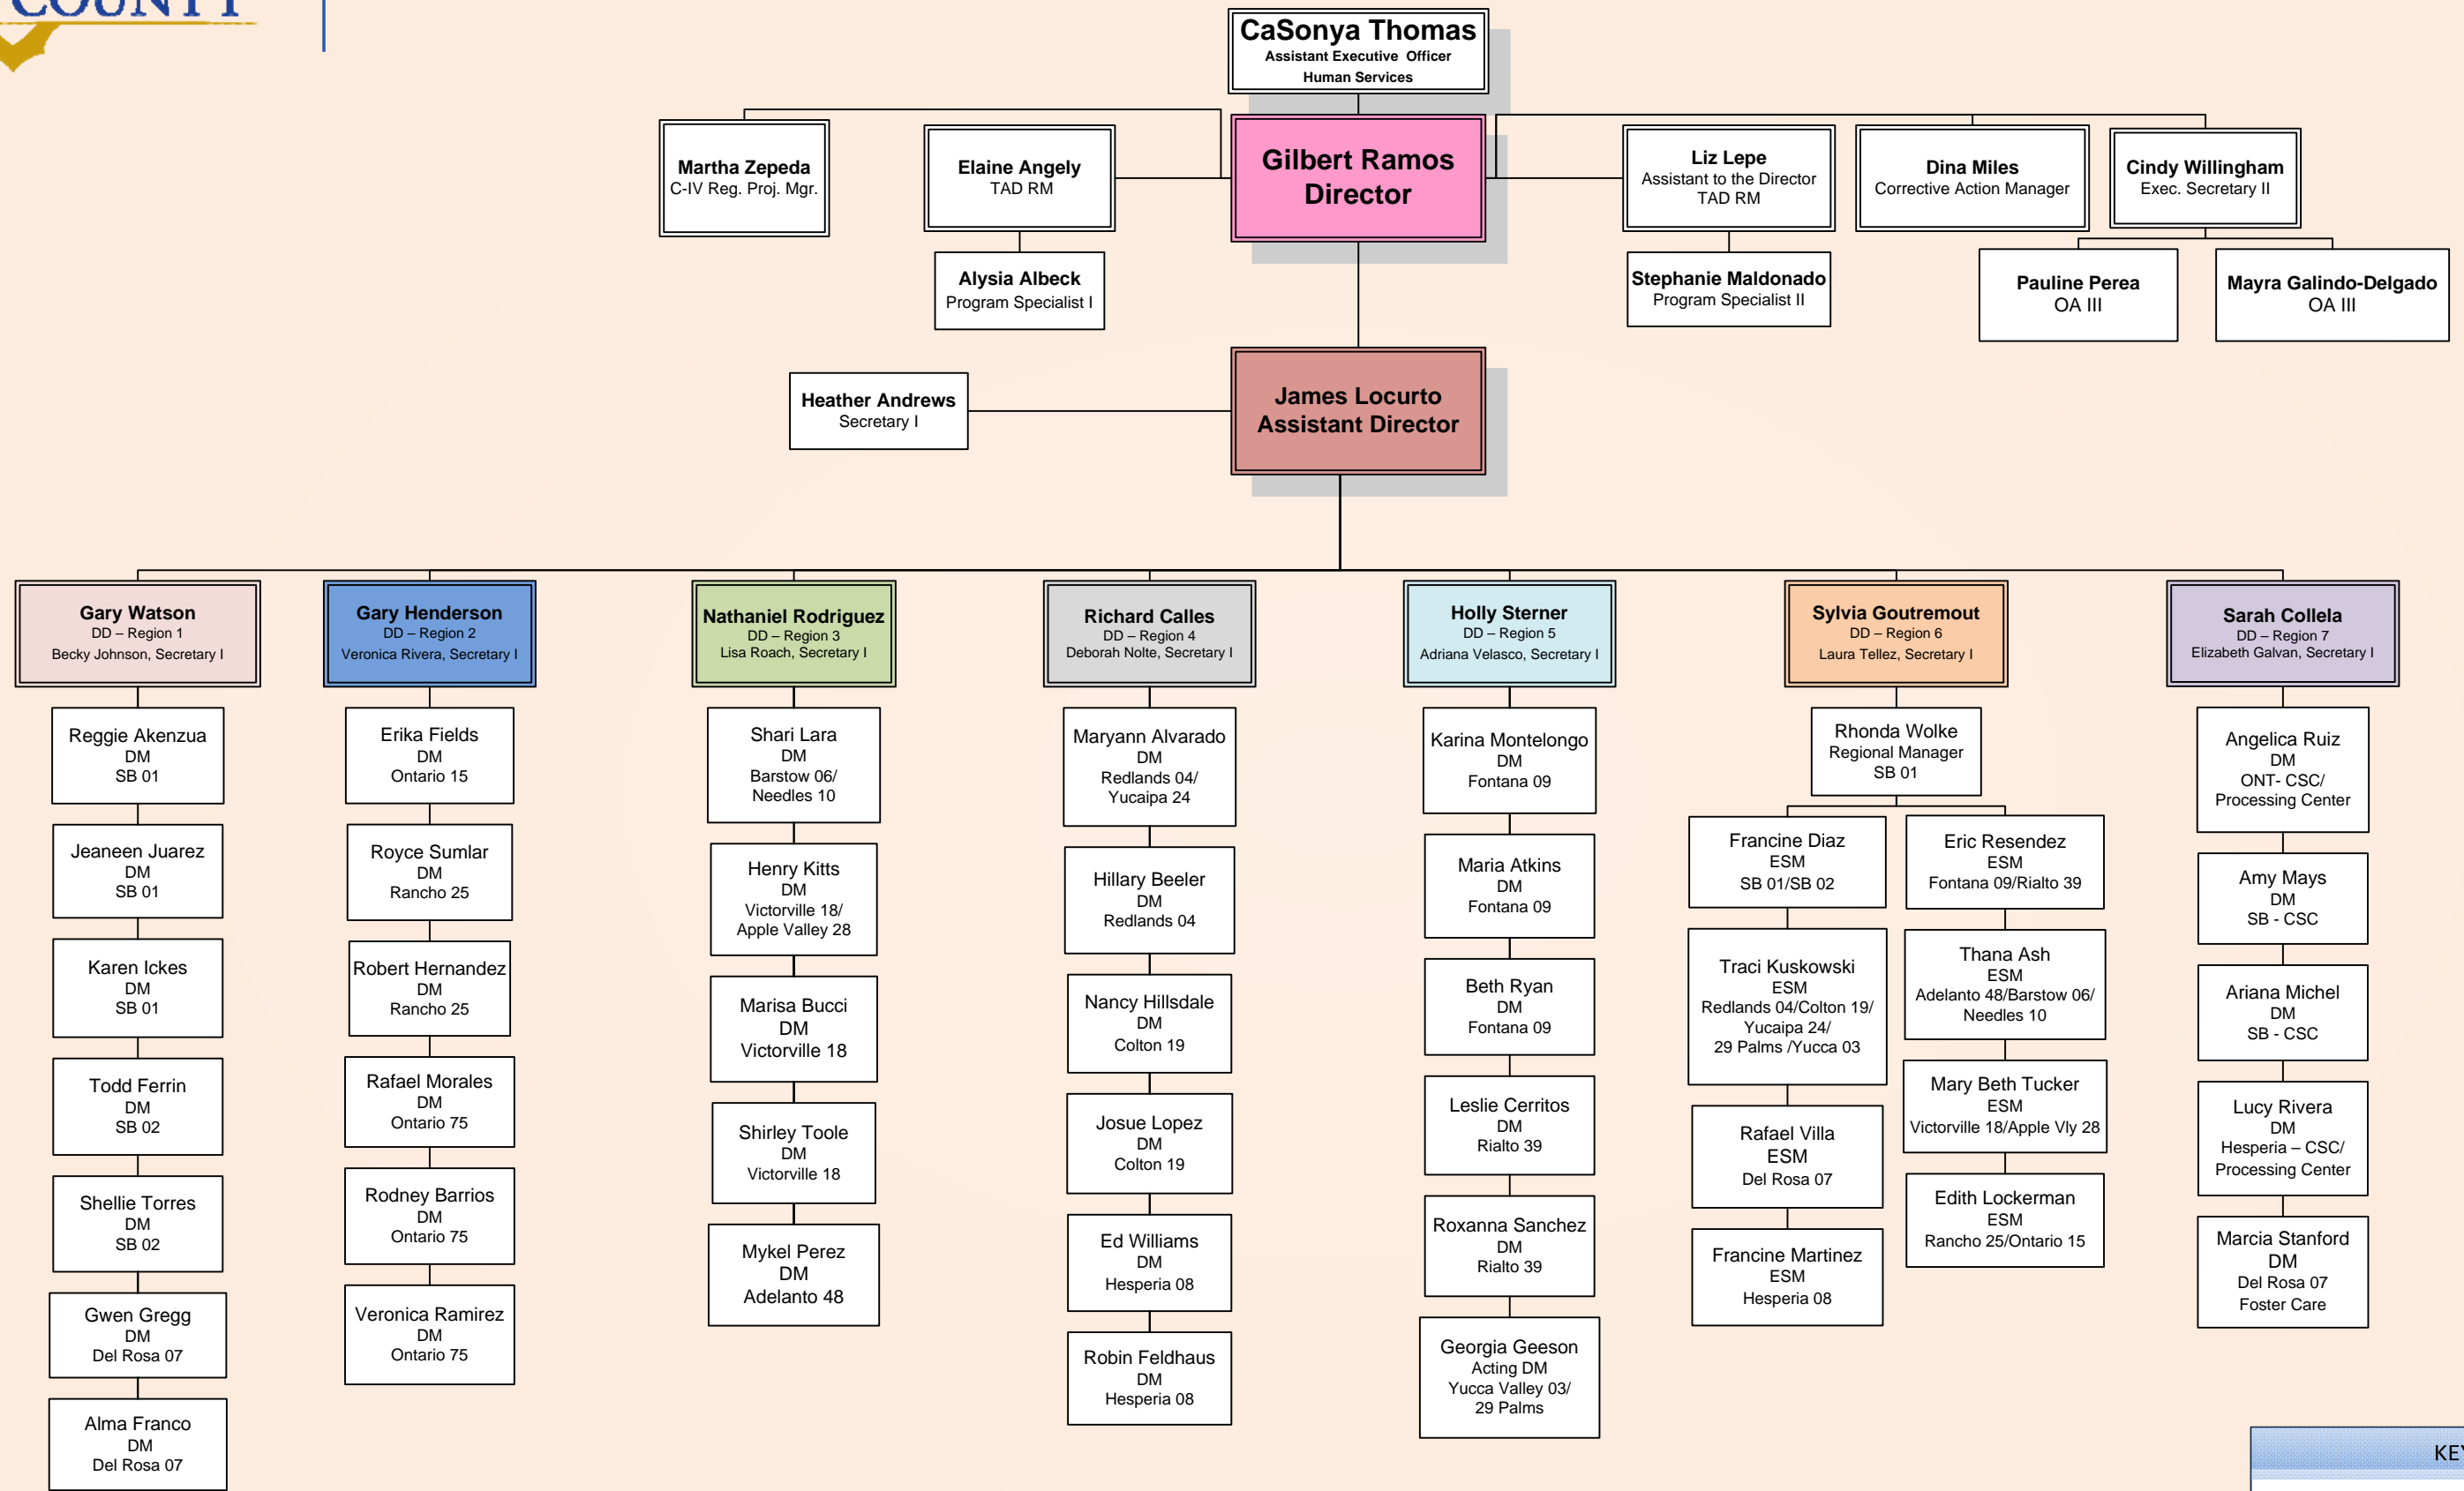 COUNTY
CaSonya Thomas
Assistant Executive Officer
Human Services
Martha Zepeda
C-IV Reg. Proj. Mgr.
Elaine Angely
TAD RM
Gilbert Ramos
Director
Liz Lepe
Assistant to the Director
TAD RM
Dina Miles
Corrective Action Manager
Cindy Willingham
Exec. Secretary II
Alysia Albeck
Program Specialist I
Stephanie Maldonado
Program Specialist II
Pauline Perea
OA III
Mayra Galindo-Delgado
OA III
Heather Andrews
Secretary I
James Locurto
Assistant Director
Gary Watson
DD – Region 1
Becky Johnson, Secretary I
Reggie Akenzua
DM
SB 01
Jeaneen Juarez
DM
SB 01
Karen Ickes
DM
SB 01
Todd Ferrin
DM
SB 02
Shellie Torres
DM
SB 02
Gwen Gregg
DM
Del Rosa 07
Alma Franco
DM
Del Rosa 07
Gary Henderson
DD – Region 2
Veronica Rivera, Secretary I
Erika Fields
DM
Ontario 15
Royce Sumlar
DM
Rancho 25
Robert Hernandez
DM
Rancho 25
Rafael Morales
DM
Ontario 75
Rodney Barrios
DM
Ontario 75
Veronica Ramirez
DM
Ontario 75
Nathaniel Rodriguez
DD – Region 3
Lisa Roach, Secretary I
Shari Lara
DM
Barstow 06/
Needles 10
Henry Kitts
DM
Victorville 18/
Apple Valley 28
Marisa Bucci
DM
Victorville 18
Shirley Toole
DM
Victorville 18
Mykel Perez
DM
Adelanto 48
Richard Calles
DD – Region 4
Deborah Nolte, Secretary I
Maryann Alvarado
DM
Redlands 04/
Yucaipa 24
Hillary Beeler
DM
Redlands 04
Nancy Hillsdale
DM
Colton 19
Josue Lopez
DM
Colton 19
Ed Williams
DM
Hesperia 08
Robin Feldhaus
DM
Hesperia 08
Holly Sterner
DD – Region 5
Adriana Velasco, Secretary I
Karina Montelongo
DM
Fontana 09
Maria Atkins
DM
Fontana 09
Beth Ryan
DM
Fontana 09
Leslie Cerritos
DM
Rialto 39
Roxanna Sanchez
DM
Rialto 39
Georgia Geeson
Acting DM
Yucca Valley 03/
29 Palms
Sylvia Goutremout
DD – Region 6
Laura Tellez, Secretary I
Rhonda Wolke
Regional Manager
SB 01
Francine Diaz
ESM
SB 01/SB 02
Traci Kuskowski
ESM
Redlands 04/Colton 19/
Yucaipa 24/
29 Palms /Yucca 03
Rafael Villa
ESM
Del Rosa 07
Francine Martinez
ESM
Hesperia 08
Eric Resendez
ESM
Fontana 09/Rialto 39
Thana Ash
ESM
Adelanto 48/Barstow 06/
Needles 10
Mary Beth Tucker
ESM
Victorville 18/Apple Vly 28
Edith Lockerman
ESM
Rancho 25/Ontario 15
Sarah Collela
DD – Region 7
Elizabeth Galvan, Secretary I
Angelica Ruiz
DM
ONT- CSC/
Processing Center
Amy Mays
DM
SB - CSC
Ariana Michel
DM
SB - CSC
Lucy Rivera
DM
Hesperia – CSC/
Processing Center
Marcia Stanford
DM
Del Rosa 07
Foster Care
KEY